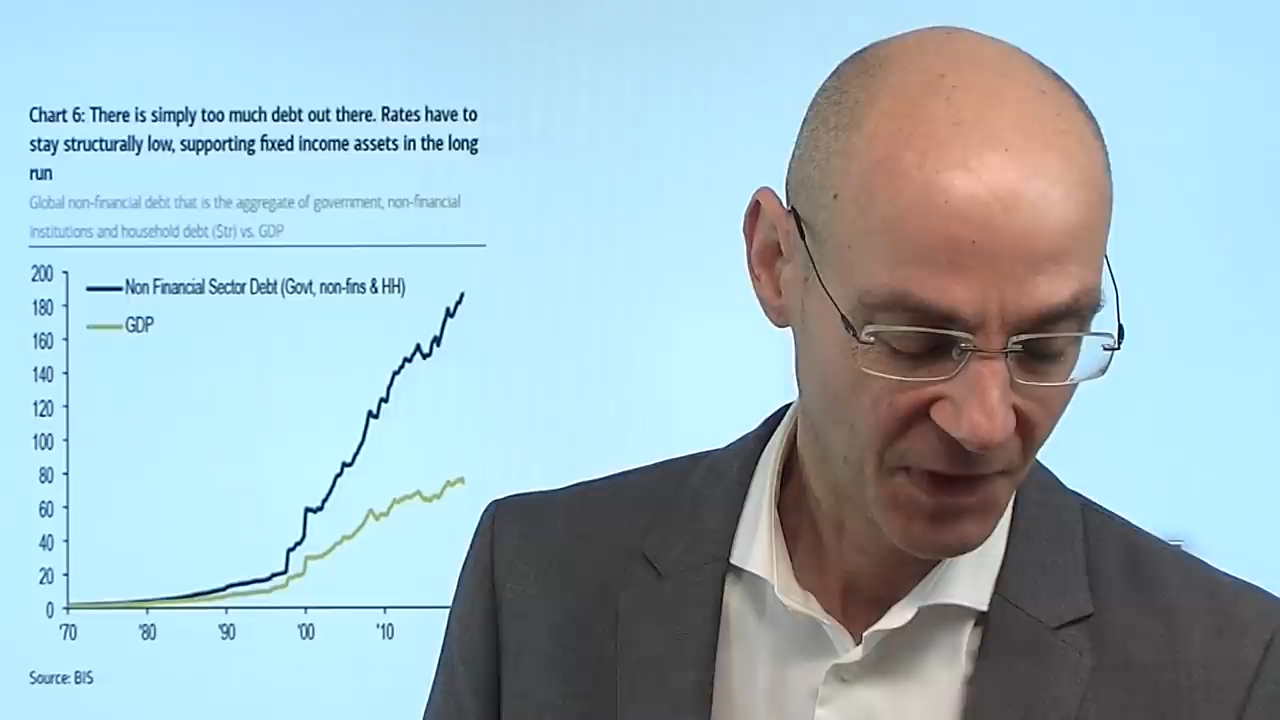 Chart 6: There is simply too much debt out there. Rates have to
stay structurally low, supporting fixed income assets in the long
run
Global non-financial debt that is the aggregate of government, non-financial
institutions and household debt ($tr) vs. GDP
200
Non Financial Sector Debt (Govt, non-fins & HH)
180
GDP
160
140
120
100
80
60
40
20
0
'70 '80 '90 '00 '10
Source: BIS